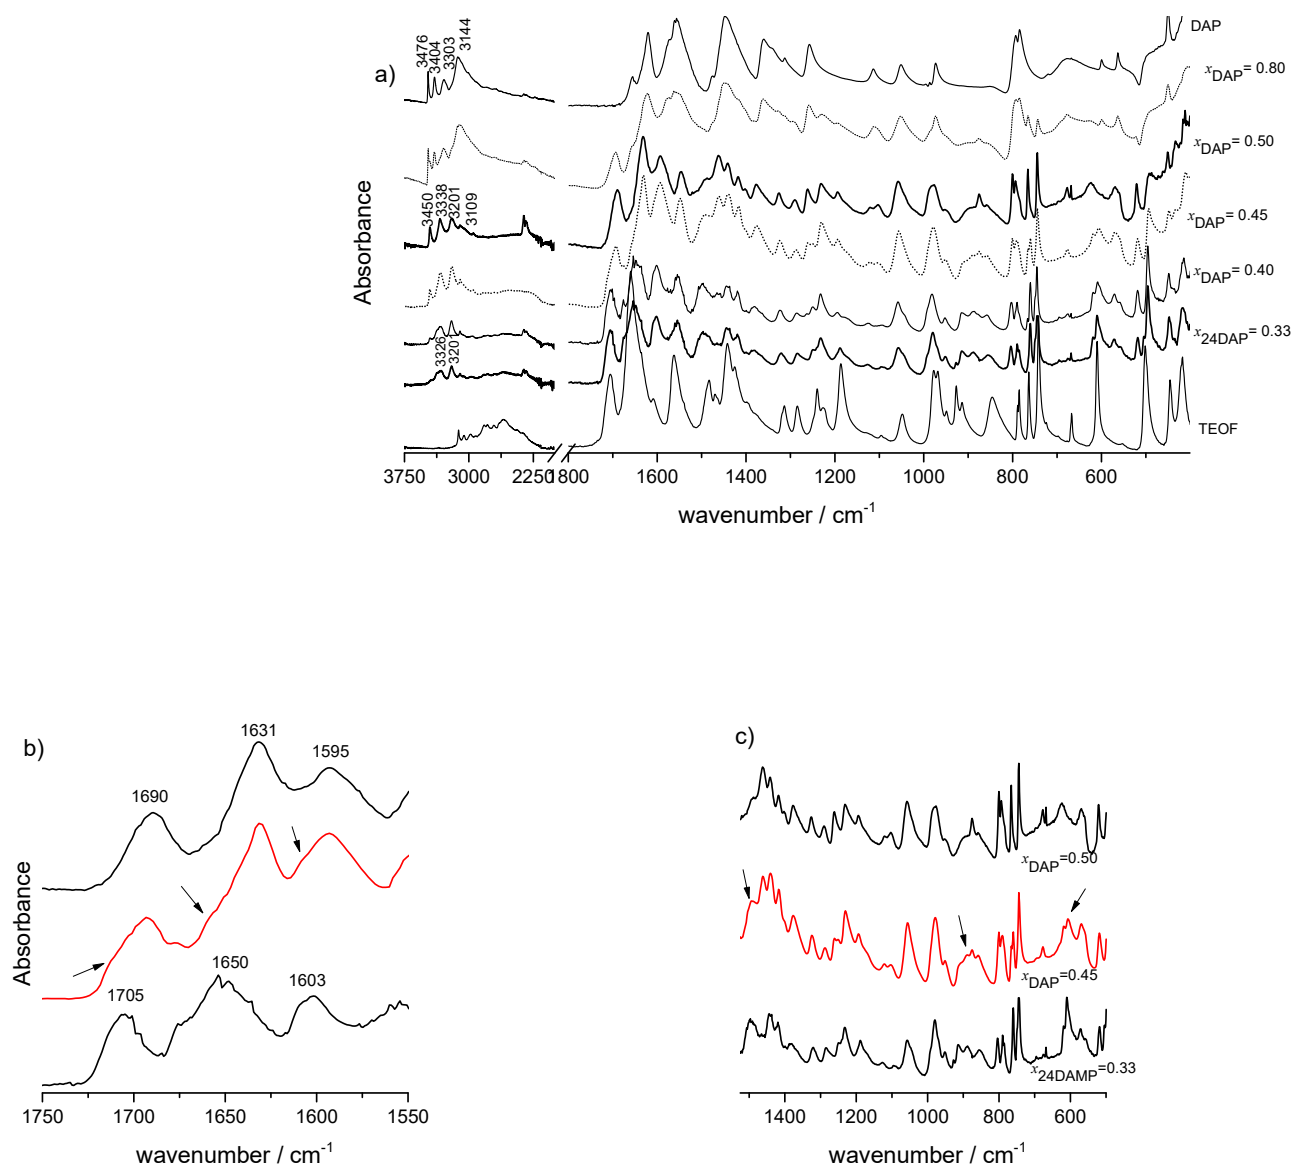 a)
3476
3404
3303
3144
3450
3338
3201
3109
3326
3201
DAP
xDAP= 0.80
xDAP= 0.50
xDAP= 0.45
xDAP= 0.40
x24DAP= 0.33
TEOF
Absorbance
3750 3000 2250 1800 1600 1400 1200 1000 800 600
wavenumber / cm-1
b)
1690
1631
1595
1705
1650
1603
Absorbance
1750 1700 1650 1600 1550
wavenumber / cm-1
c)
xDAP=0.50
xDAP=0.45
x24DAMP=0.33
1400 1200 1000 800 600
wavenumber / cm-1